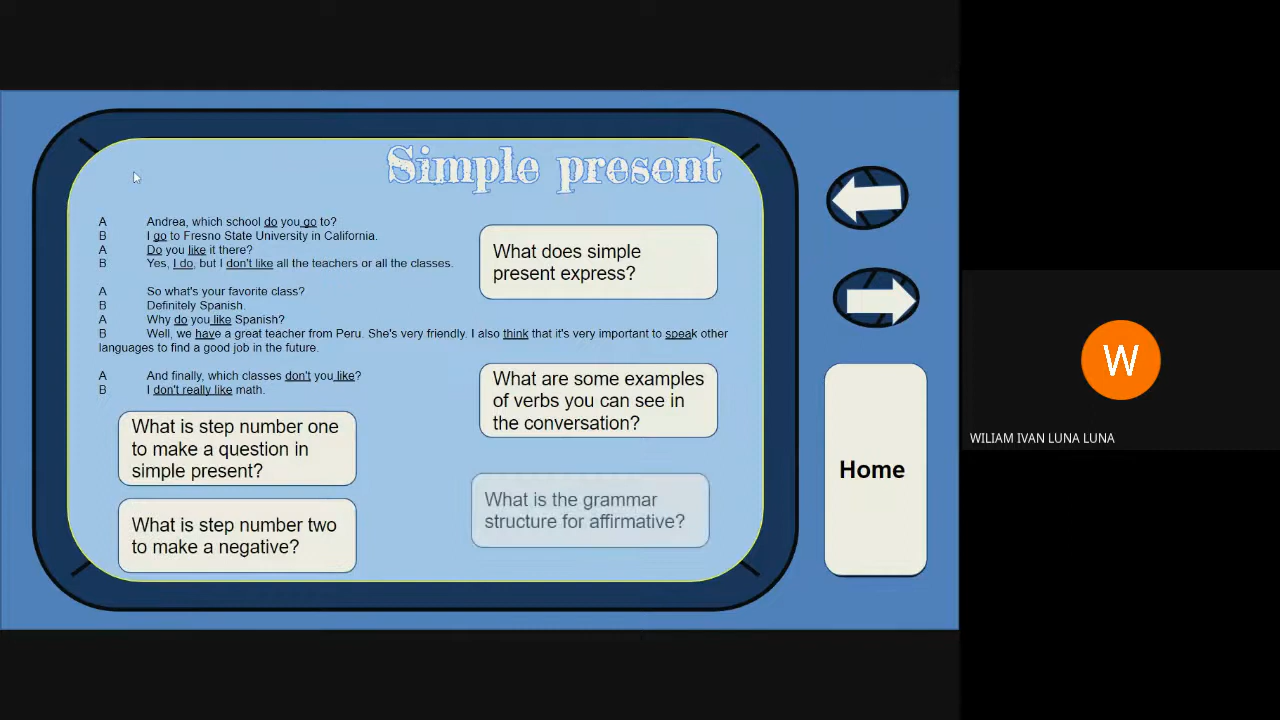 Simple present
A Andrea, which school do you go to?
B I go to Fresno State University in California.
A Do you like it there?
B Yes, I do, but I don't like all the teachers or all the classes.
A So what's your favorite class?
B Definitely Spanish.
A Why do you like Spanish?
B Well, we have a great teacher from Peru. She's very friendly. I also think that it's very important to speak other
languages to find a good job in the future.
A And finally, which classes don't you like?
B I don't really like math.
What does simple
present express?
What are some examples
of verbs you can see in
the conversation?
What is step number one
to make a question in
simple present?
What is the grammar
structure for affirmative?
What is step number two
to make a negative?
Home
W
WILIAM IVAN LUNA LUNA